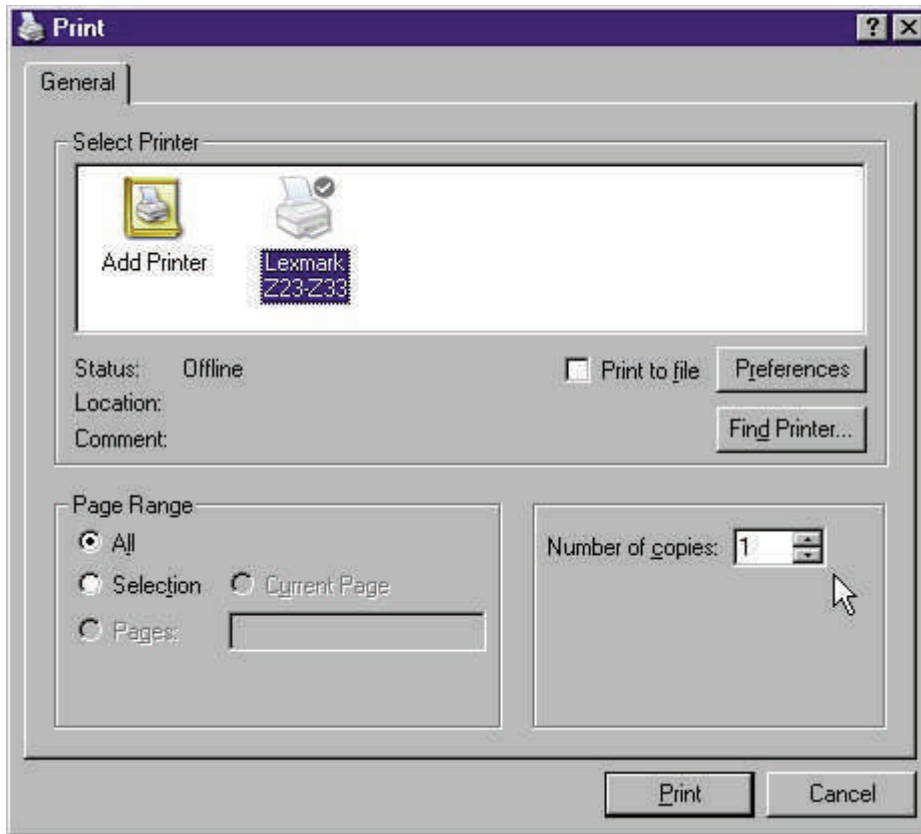 Print
General
Select Printer
Add Printer
Lexmark
Z23-Z33
Status: Offline
Print to file
Preferences
Location:
Comment:
Find Printer...
Page Range
All
Selection
Current Page
Pages:
Number of copies: 1
Print
Cancel